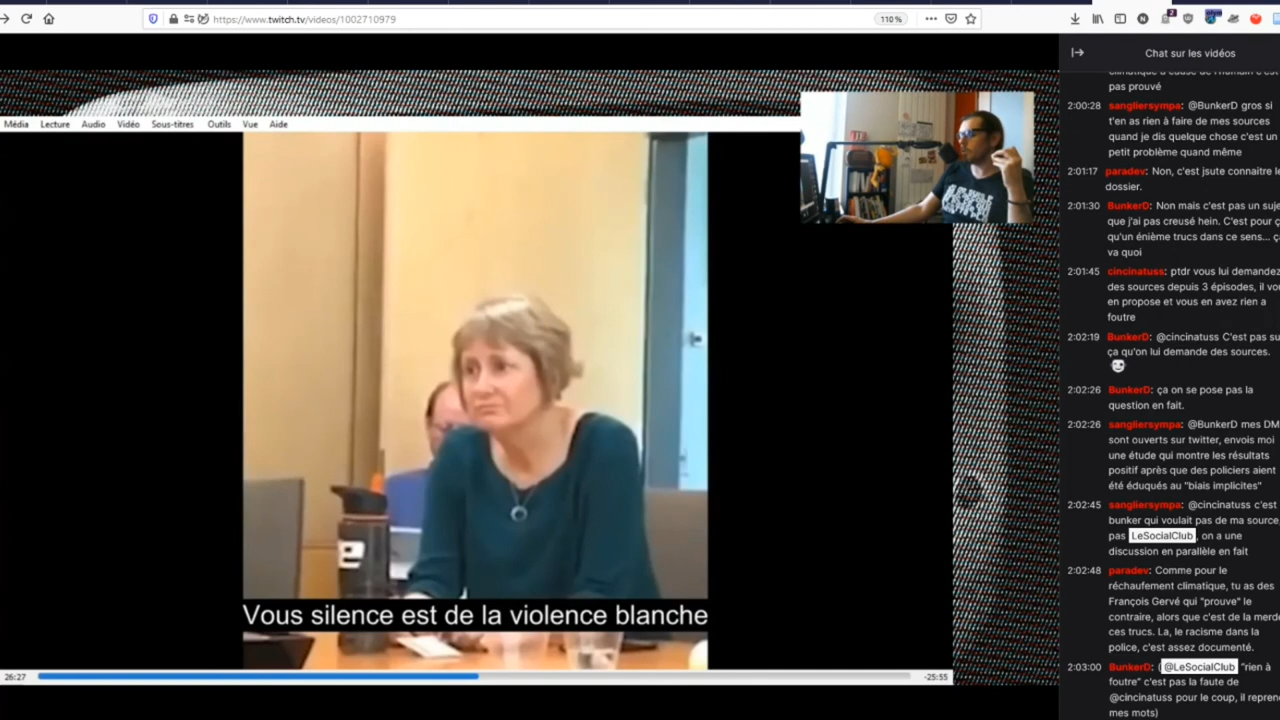 https://www.twitch.tv/videos/1002710979
110%
Chat sur les vidéos
Média Lecture Audio Vidéo Sous-titres Outils Vue Aide
pas prouvé
2:00:28 sangliersympa: @BunkerD gros si
t'en as rien à faire de mes sources
quand je dis quelque chose c'est un
petit problème quand même
2:01:17 paradev: Non, c'est jsute connaitre le
dossier.
2:01:30 BunkerD: Non mais c'est pas un suje
que j'ai pas creusé hein. C'est pour ç
qu'un énième trucs dans ce sens... ç
va quoi
2:01:45 cincinatuss: ptdr vous lui demandez
des sources depuis 3 épisodes, il vo
en propose et vous en avez rien a
foutre
2:02:19 BunkerD: @cincinatuss C'est pas su
ça qu'on lui demande des sources.
2:02:26 BunkerD: ça on se pose pas la
question en fait.
2:02:26 sangliersympa: @BunkerD mes DM
sont ouverts sur twitter, envois moi
une étude qui montre les résultats
positif après que des policiers aient
été éduqués au "biais implicites"
2:02:45 sangliersympa: @cincinatuss c'est
bunker qui voulait pas de ma source,
pas LeSocialClub, on a une
discussion en parallèle en fait
2:02:48 paradev: Comme pour le
réchaufement climatique, tu as des
François Gervé qui "prouve" le
contraire, alors que c'est de la merde
ces trucs. La, le racisme dans la
police, c'est assez documenté.
2:03:00 BunkerD: ( @LeSocialClub "rien à
foutre" c'est pas la faute de
@cincinatuss pour le coup, il repren
mes mots)
Vous silence est de la violence blanche
26:27
-25:55